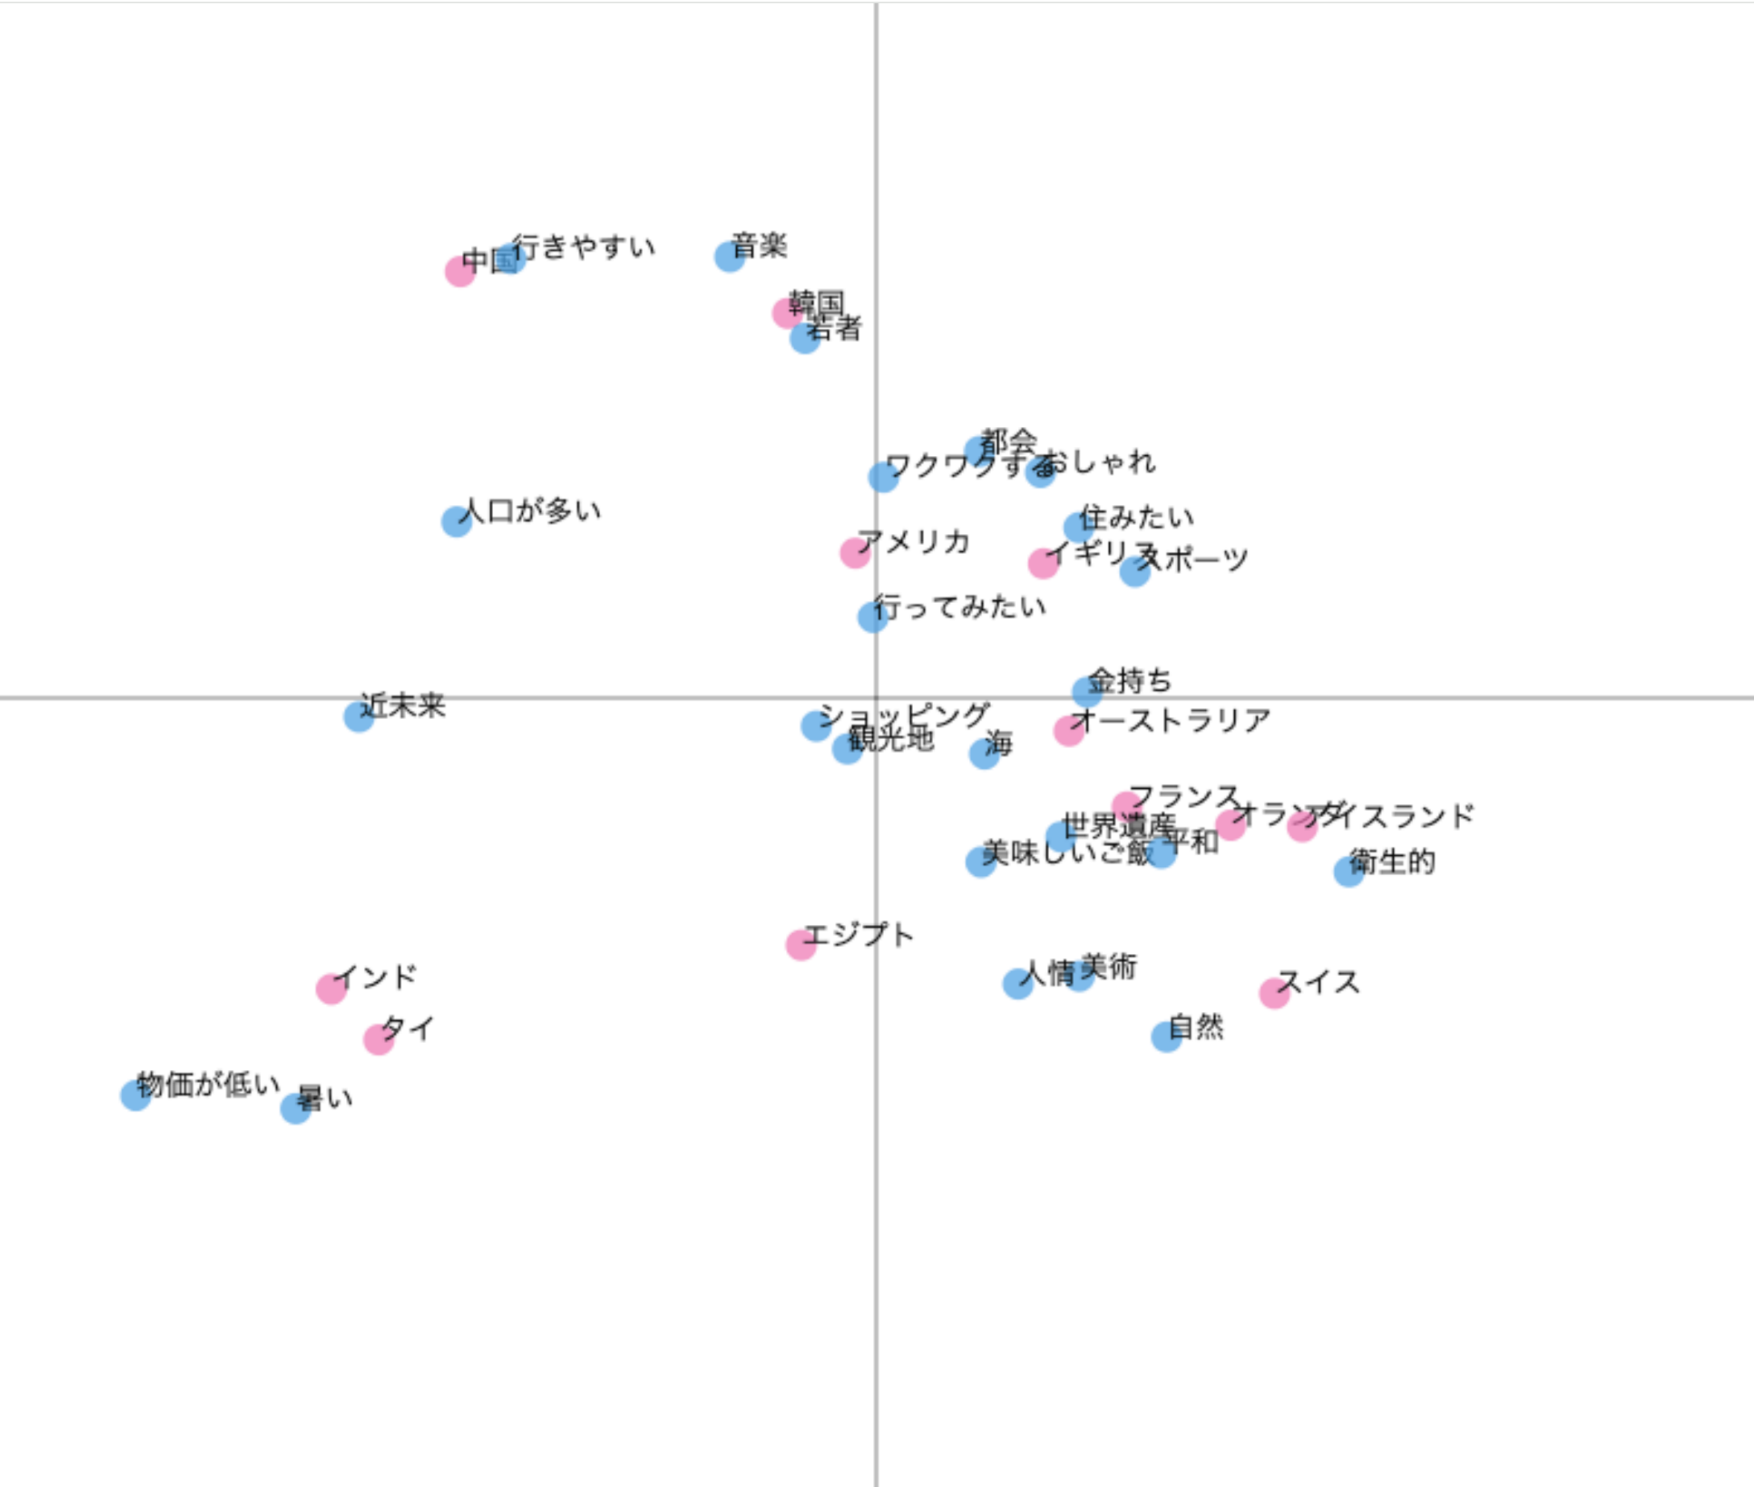 行きやすい
中国
音楽
韓国
若者
都会
ワクワクする
おしゃれ
人口が多い
住みたい
アメリカ
イギリス
スポーツ
行ってみたい
金持ち
近未来
ショッピング
オーストラリア
観光地
海
フランス
オランダ
アイスランド
世界遺産
平和
美味しいご飯
衛生的
エジプト
インド
人情
美術
スイス
タイ
自然
物価が低い
暑い